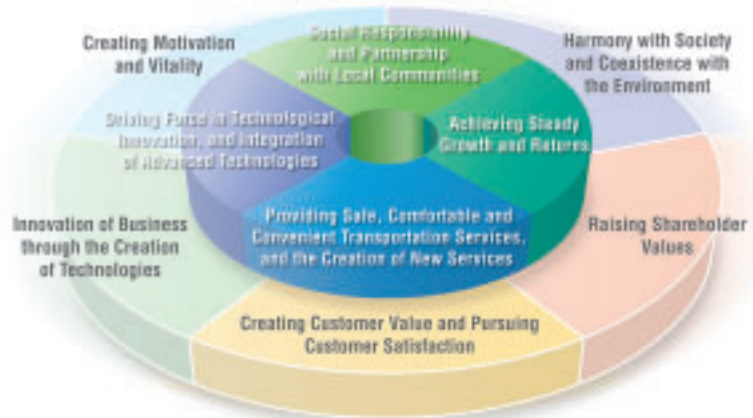 Creating Motivation
and Vitality
Social Responsibility
and Partnership
with Local Communities
Harmony with Society
and Coexistence with
the Environment
Driving Force in Technological
Innovation, and Integration
of Advanced Technologies
Achieving Steady
Growth and Returns
Innovation of Business
through the Creation
of Technologies
Providing Safe, Comfortable and
Convenient Transportation Services,
and the Creation of New Services
Raising Shareholder
Values
Creating Customer Value and Pursuing
Customer Satisfaction